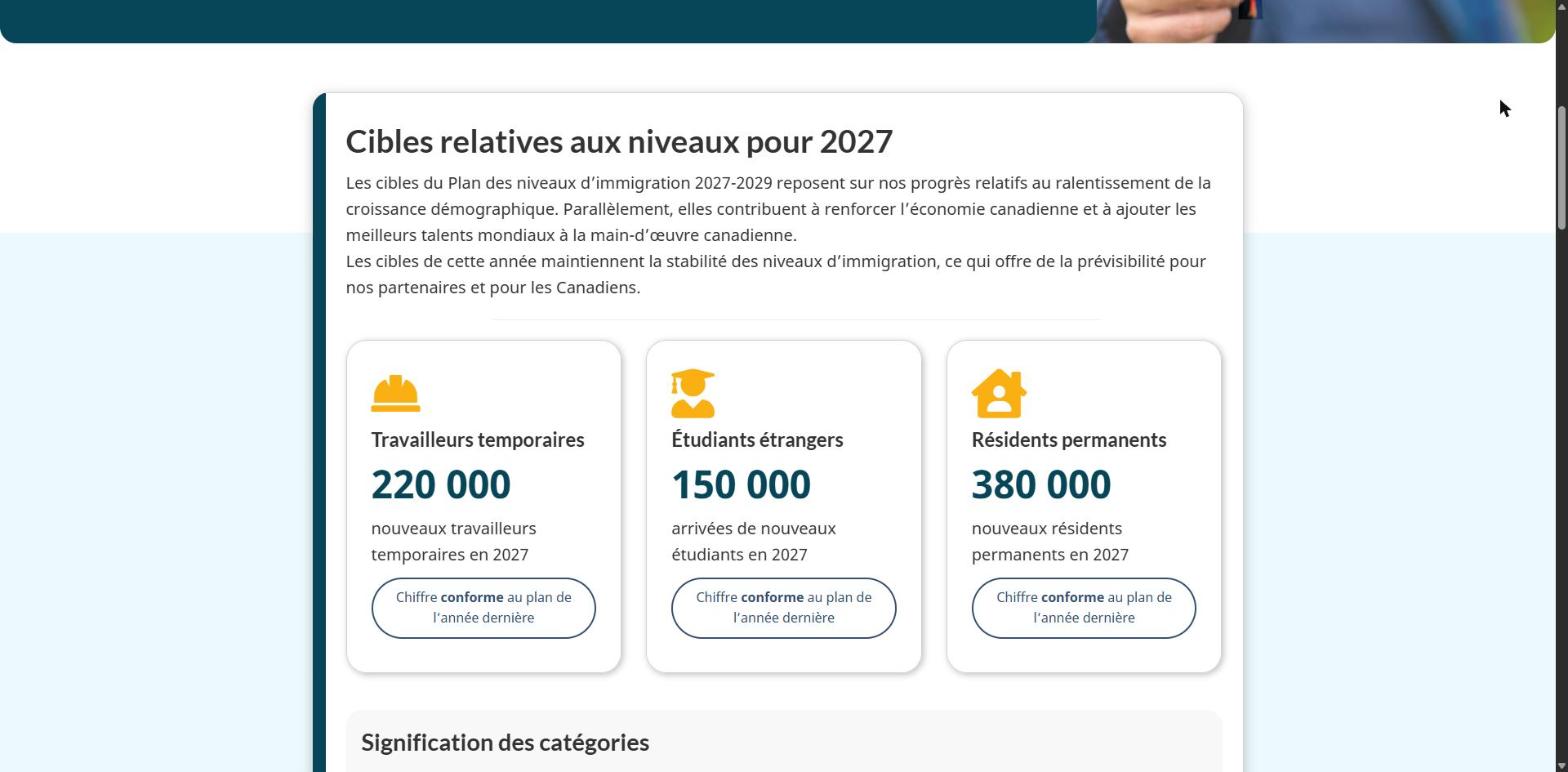 Cibles relatives aux niveaux pour 2027
Les cibles du Plan des niveaux d’immigration 2027-2029 reposent sur nos progrès relatifs au ralentissement de la
croissance démographique. Parallèlement, elles contribuent à renforcer l’économie canadienne et à ajouter les
meilleurs talents mondiaux à la main-d’œuvre canadienne.
Les cibles de cette année maintiennent la stabilité des niveaux d’immigration, ce qui offre de la prévisibilité pour
nos partenaires et pour les Canadiens.
Travailleurs temporaires
220 000
nouveaux travailleurs
temporaires en 2027
Chiffre conforme au plan de
l’année dernière
Étudiants étrangers
150 000
arrivées de nouveaux
étudiants en 2027
Chiffre conforme au plan de
l’année dernière
Résidents permanents
380 000
nouveaux résidents
permanents en 2027
Chiffre conforme au plan de
l’année dernière
Signification des catégories